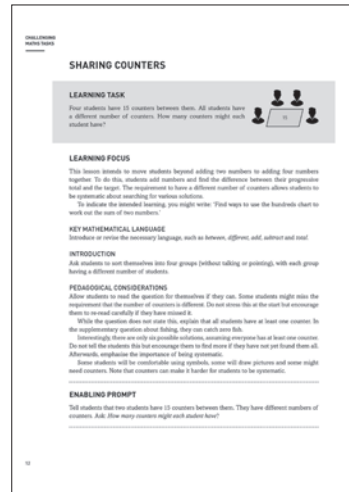 CHALLENGING
MATHS TASKS
SHARING COUNTERS
LEARNING TASK
Four students have 15 counters between them. All students have
a different number of counters. How many counters might each
student have?
15
LEARNING FOCUS
This lesson intends to move students beyond adding two numbers to adding four numbers
together. To do this, students add numbers and find the difference between their progressive
total and the target. The requirement to have a different number of counters allows students to
be systematic about searching for various solutions.
To indicate the intended learning, you might write: 'Find ways to use the hundreds chart to
work out the sum of two numbers.'
KEY MATHEMATICAL LANGUAGE
Introduce or revise the necessary language, such as between, different, add, subtract and total.
INTRODUCTION
Ask students to sort themselves into four groups (without talking or pointing), with each group
having a different number of students.
PEDAGOGICAL CONSIDERATIONS
Allow students to read the question for themselves if they can. Some students might miss the
requirement that the number of counters is different. Do not stress this at the start but encourage
them to re-read carefully if they have missed it.
While the question does not state this, explain that all students have at least one counter. In
the supplementary question about fishing, they can catch zero fish.
Interestingly, there are only six possible solutions, assuming everyone has at least one counter.
Do not tell the students this but encourage them to find more if they have not yet found them all.
Afterwards, emphasise the importance of being systematic.
Some students will be comfortable using symbols, some will draw pictures and some might
need counters. Note that counters can make it harder for students to be systematic.
ENABLING PROMPT
Tell students that two students have 15 counters between them. They have different numbers of
counters. Ask: How many counters might each student have?